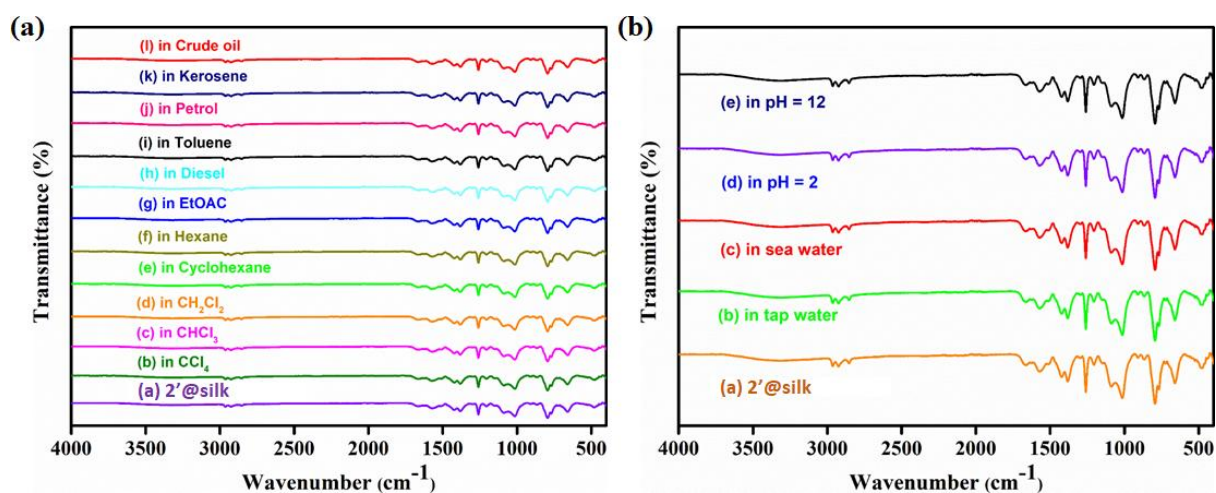 (a)
Transmittance (%)
(l) in Crude oil
(k) in Kerosene
(j) in Petrol
(i) in Toluene
(h) in Diesel
(g) in EtOAC
(f) in Hexane
(e) in Cyclohexane
(d) in CH₂Cl₂
(c) in CHCl₃
(b) in CCl₄
(a) 2'@silk
4000 3500 3000 2500 2000 1500 1000 500
Wavenumber (cm⁻¹)
(b)
Transmittance (%)
(e) in pH = 12
(d) in pH = 2
(c) in sea water
(b) in tap water
(a) 2'@silk
4000 3500 3000 2500 2000 1500 1000 500
Wavenumber (cm⁻¹)